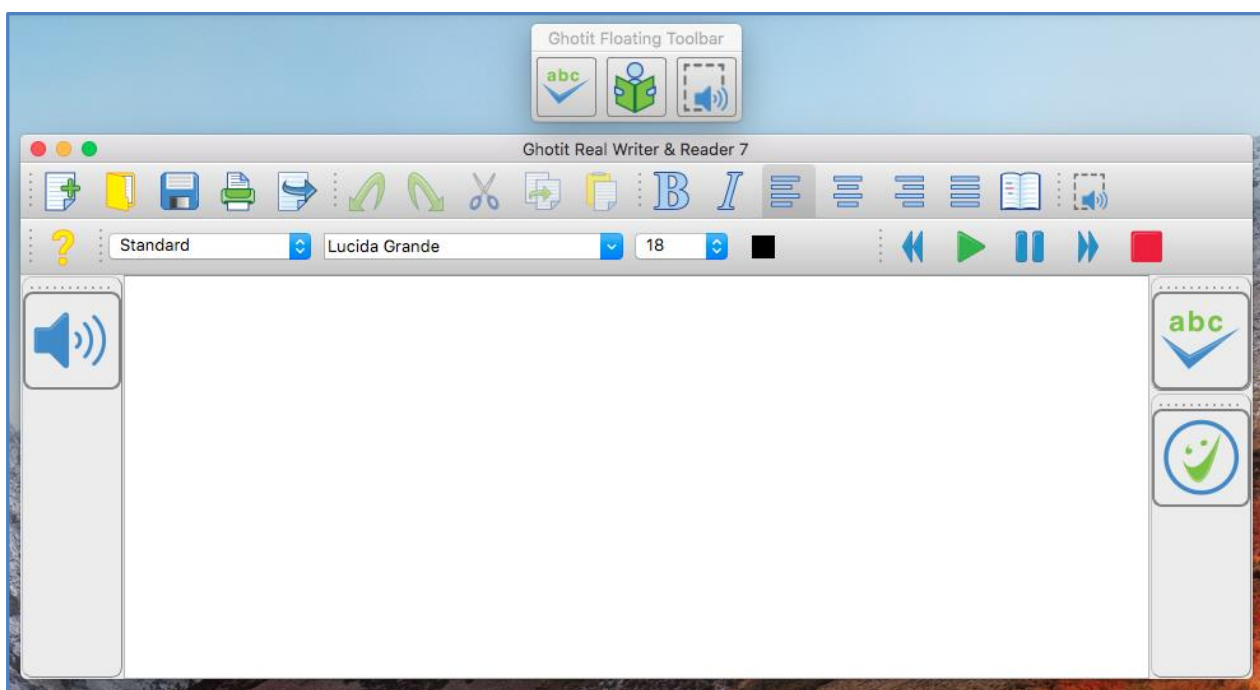 Ghotit Floating Toolbar
abc
Ghotit Real Writer & Reader 7
B I
? Standard Lucida Grande 18
abc